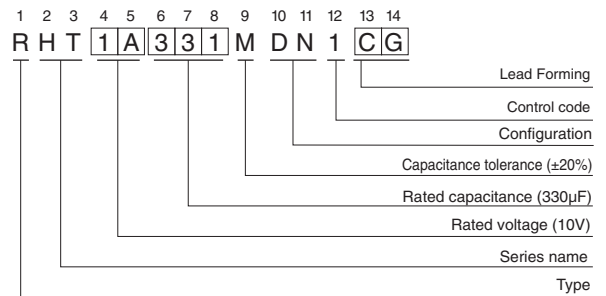 1 2 3 4 5 6 7 8 9 10 11 12 13 14
R H T 1 A 3 3 1 M D N 1 C G
Lead Forming
Control code
Configuration
Capacitance tolerance (±20%)
Rated capacitance (330µF)
Rated voltage (10V)
Series name
Type